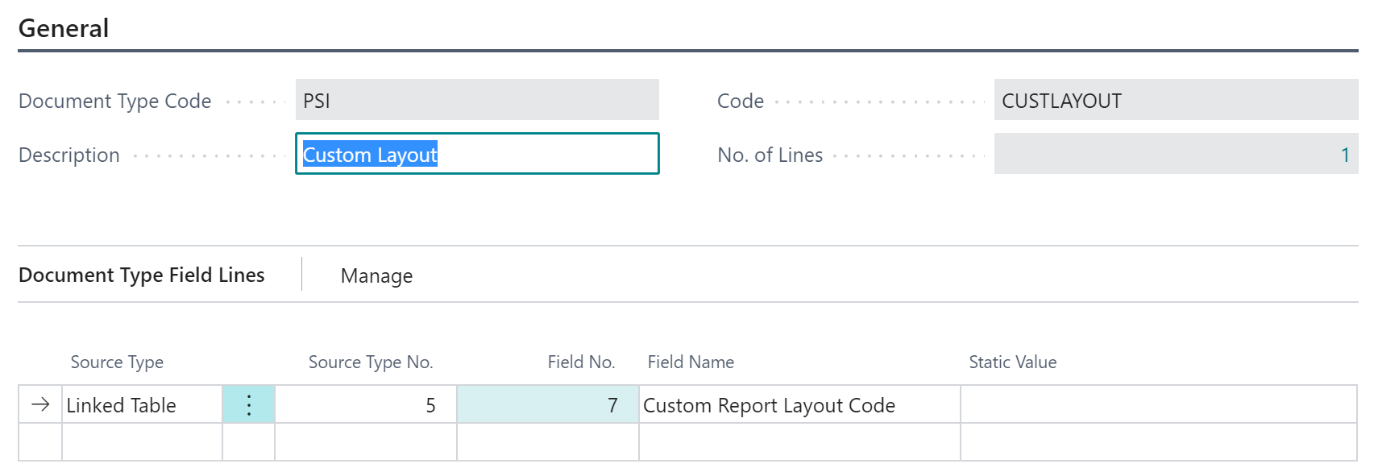 General
Document Type Code PSI Code CUSTLAYOUT
Description Custom Layout No. of Lines 1
Document Type Field Lines Manage
Source Type Source Type No. Field No. Field Name Static Value
Linked Table 5 7 Custom Report Layout Code